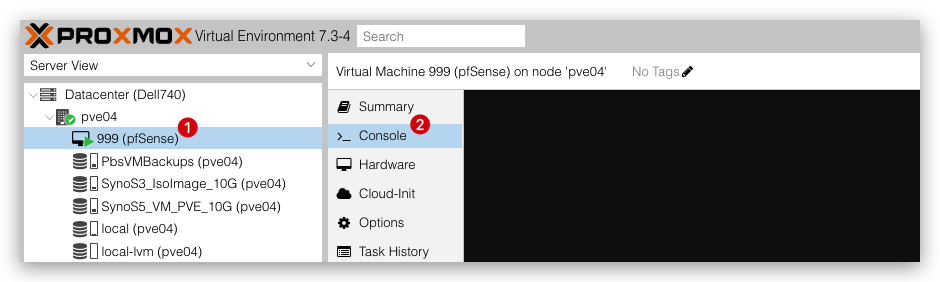 PROXMOX Virtual Environment 7.3-4 Search
Server View
Datacenter (Dell740)
pve04
999 (pfSense) 1
PbsVMBackups (pve04)
SynoS3_IsoImage_10G (pve04)
SynoS5_VM_PVE_10G (pve04)
local (pve04)
local-lvm (pve04)
Virtual Machine 999 (pfSense) on node 'pve04' No Tags
Summary
Console 2
Hardware
Cloud-Init
Options
Task History